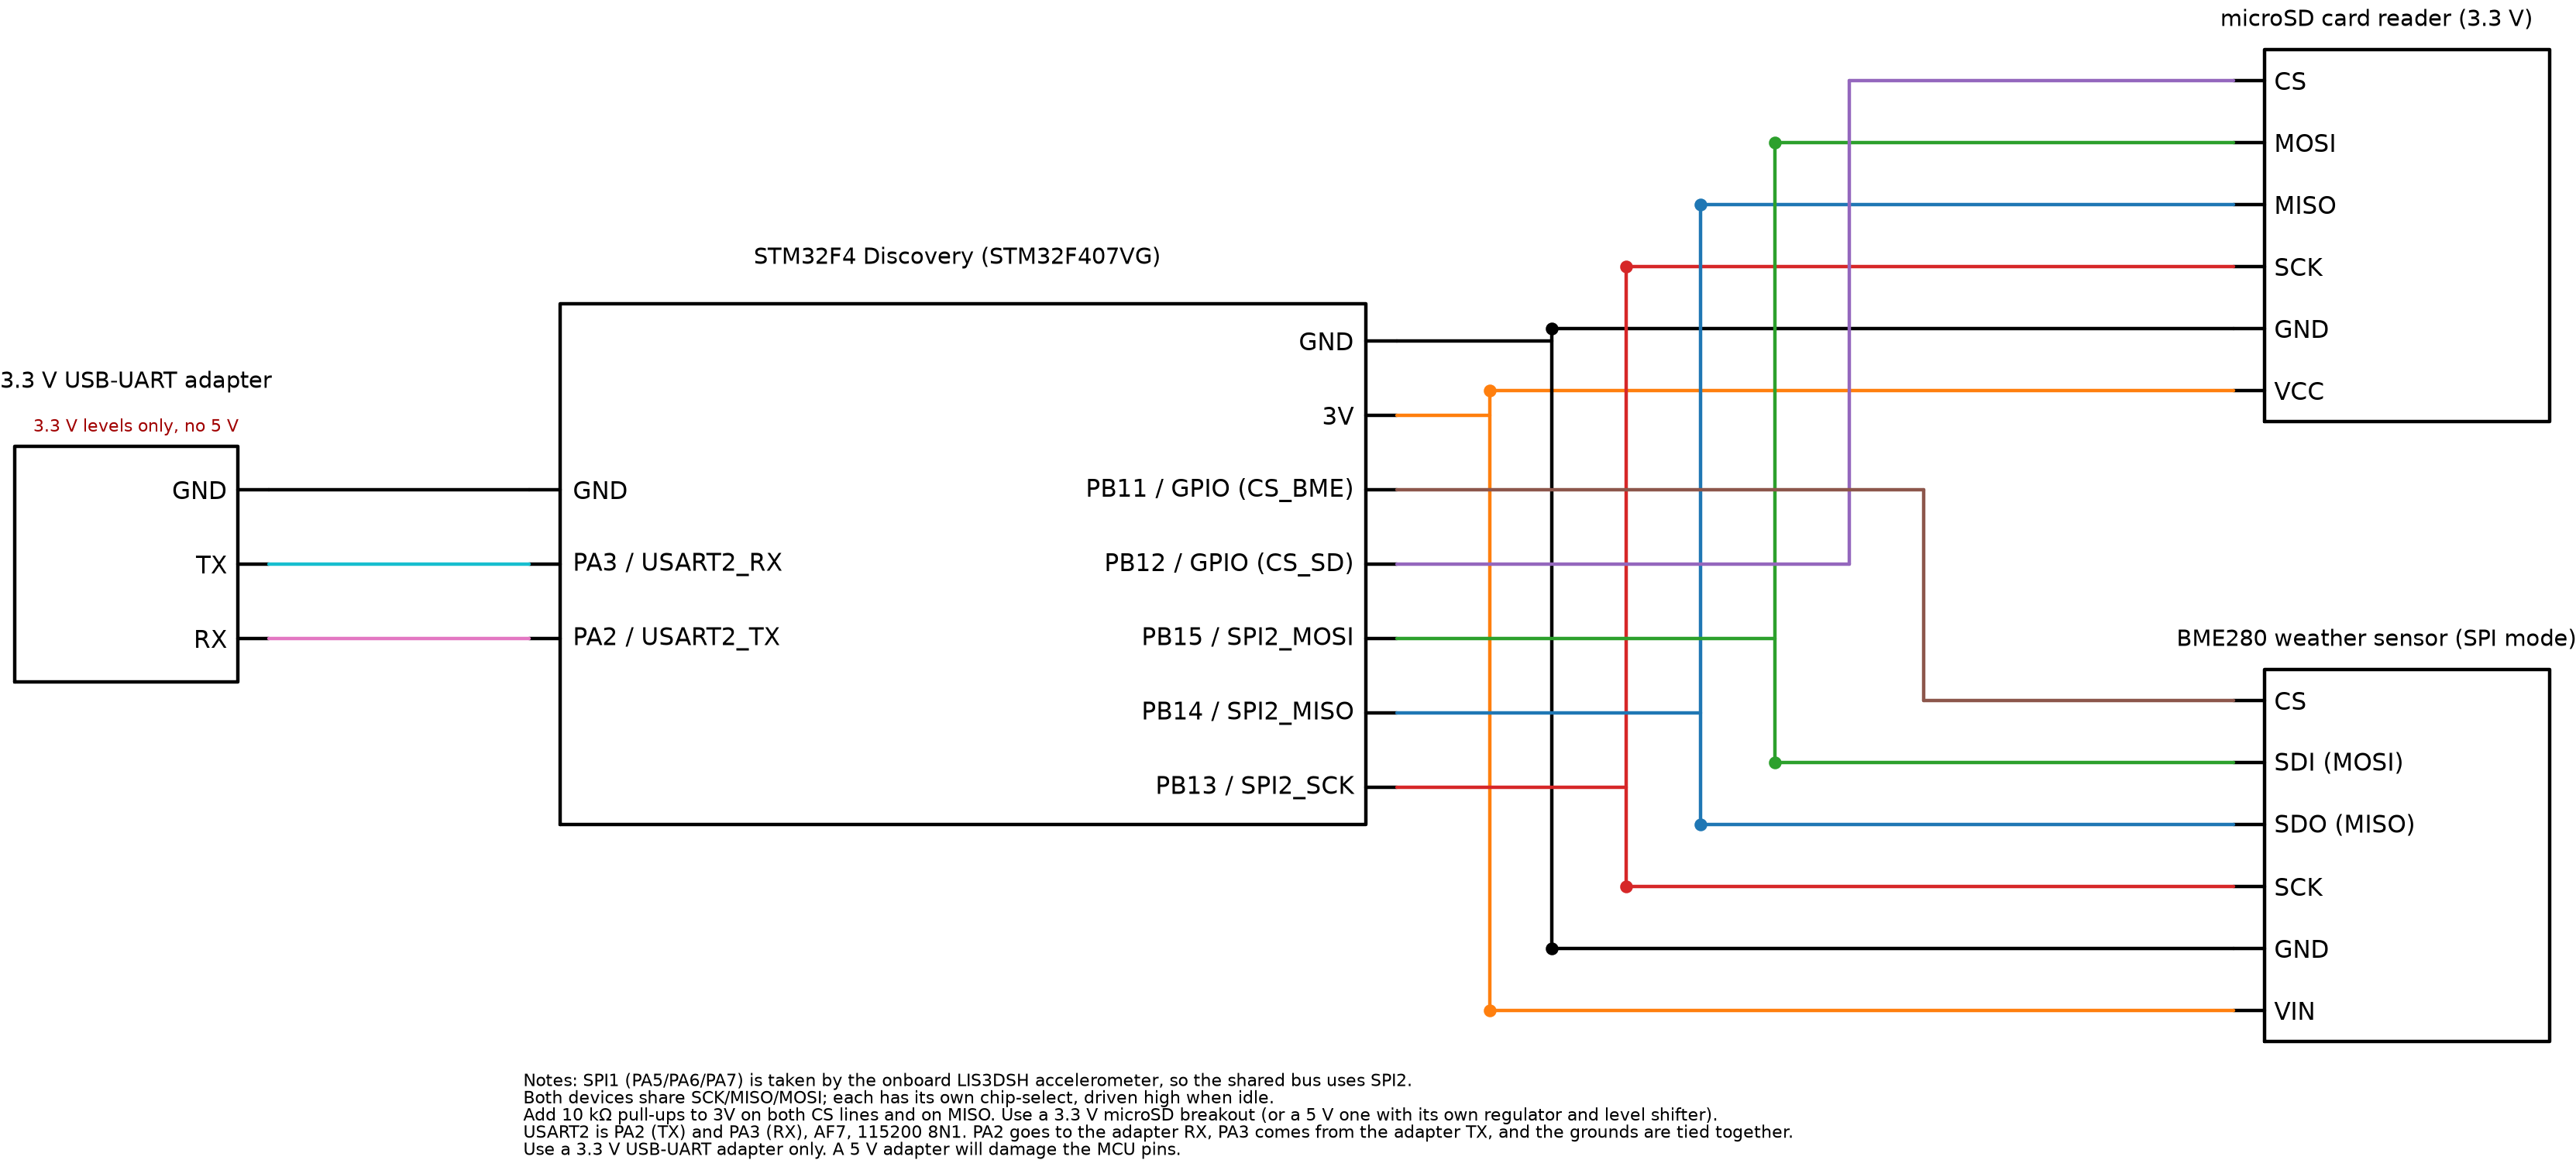 microSD card reader (3.3 V)
CS
MOSI
MISO
SCK
GND
VCC
STM32F4 Discovery (STM32F407VG)
GND
3V
PB11 / GPIO (CS_BME)
PB12 / GPIO (CS_SD)
PB15 / SPI2_MOSI
PB14 / SPI2_MISO
PB13 / SPI2_SCK
GND
PA3 / USART2_RX
PA2 / USART2_TX
3.3 V USB-UART adapter
3.3 V levels only, no 5 V
GND
TX
RX
BME280 weather sensor (SPI mode)
CS
SDI (MOSI)
SDO (MISO)
SCK
GND
VIN
Notes: SPI1 (PA5/PA6/PA7) is taken by the onboard LIS3DSH accelerometer, so the shared bus uses SPI2.
Both devices share SCK/MISO/MOSI; each has its own chip-select, driven high when idle.
Add 10 kΩ pull-ups to 3V on both CS lines and on MISO. Use a 3.3 V microSD breakout (or a 5 V one with its own regulator and level shifter).
USART2 is PA2 (TX) and PA3 (RX), AF7, 115200 8N1. PA2 goes to the adapter RX, PA3 comes from the adapter TX, and the grounds are tied together.
Use a 3.3 V USB-UART adapter only. A 5 V adapter will damage the MCU pins.